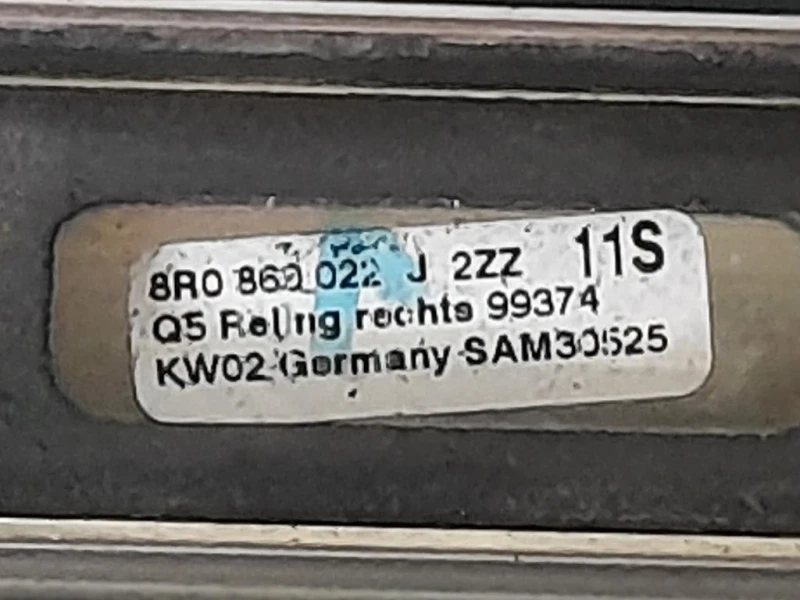 8R0 860 022 J 2ZZ 11S
Q5 Reling rechts 99374
KW02 Germany SAM30525